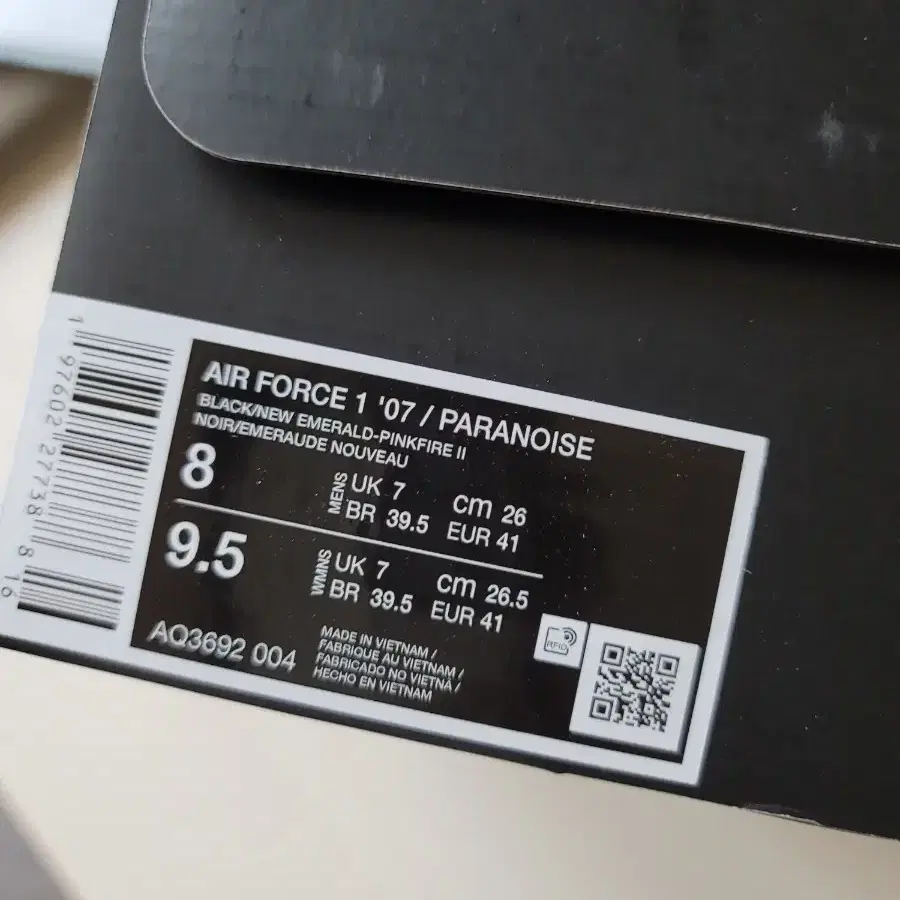 AIR FORCE 1 '07 / PARANOISE
BLACK/NEW EMERALD-PINKFIRE II
NOIR/EMERAUDE NOUVEAU
8
MENS
UK 7
cm 26
BR 39.5
EUR 41
9.5
WMNS
UK 7
cm 26.5
BR 39.5
EUR 41
AQ3692 004
MADE IN VIETNAM /
FABRIQUE AU VIETNAM /
FABRICADO NO VIETNÃ /
HECHO EN VIETNAM
RFID
1 97602 27738 8 16